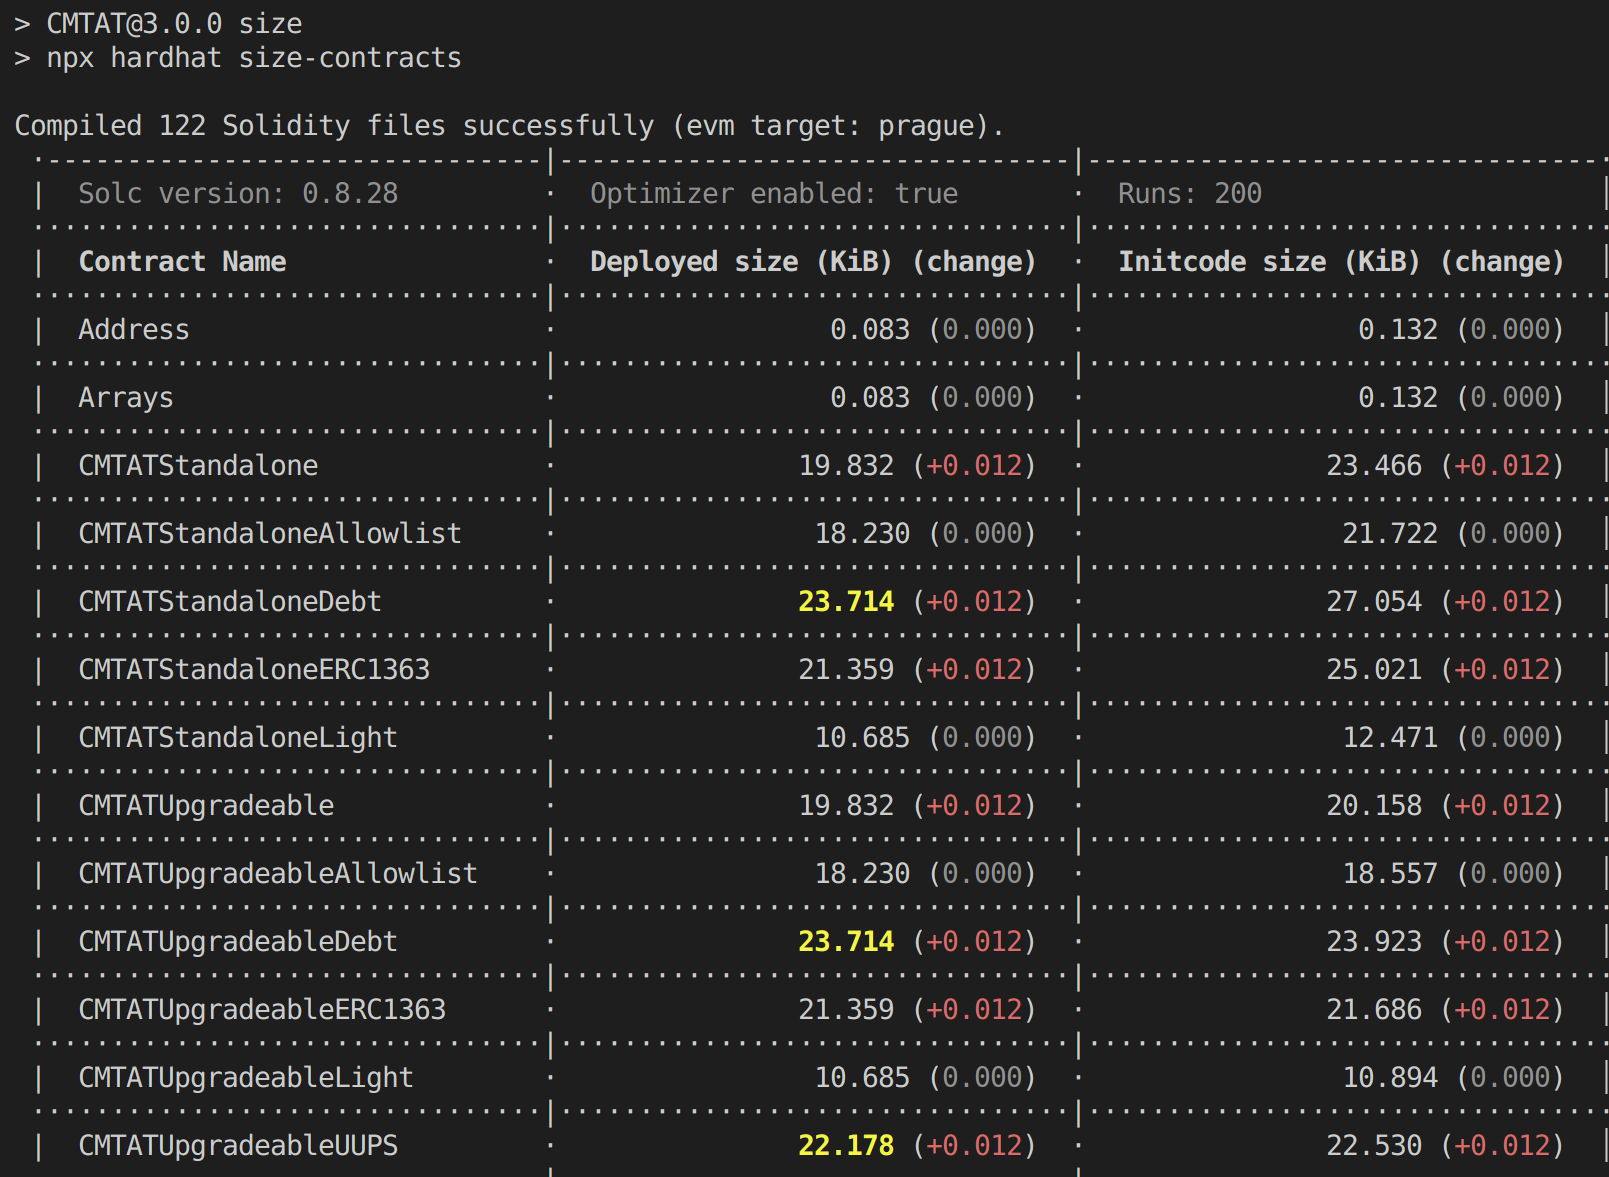 > CMTAT@3.0.0 size
> npx hardhat size-contracts
Compiled 122 Solidity files successfully (evm target: prague).
| Solc version: 0.8.28 · Optimizer enabled: true · Runs: 200 |
| Contract Name · Deployed size (KiB) (change) · Initcode size (KiB) (change) |
| Address · 0.083 (0.000) · 0.132 (0.000) |
| Arrays · 0.083 (0.000) · 0.132 (0.000) |
| CMTATStandalone · 19.832 (+0.012) · 23.466 (+0.012) |
| CMTATStandaloneAllowlist · 18.230 (0.000) · 21.722 (0.000) |
| CMTATStandaloneDebt · 23.714 (+0.012) · 27.054 (+0.012) |
| CMTATStandaloneERC1363 · 21.359 (+0.012) · 25.021 (+0.012) |
| CMTATStandaloneLight · 10.685 (0.000) · 12.471 (0.000) |
| CMTATUpgradeable · 19.832 (+0.012) · 20.158 (+0.012) |
| CMTATUpgradeableAllowlist · 18.230 (0.000) · 18.557 (0.000) |
| CMTATUpgradeableDebt · 23.714 (+0.012) · 23.923 (+0.012) |
| CMTATUpgradeableERC1363 · 21.359 (+0.012) · 21.686 (+0.012) |
| CMTATUpgradeableLight · 10.685 (0.000) · 10.894 (0.000) |
| CMTATUpgradeableUUPS · 22.178 (+0.012) · 22.530 (+0.012) |